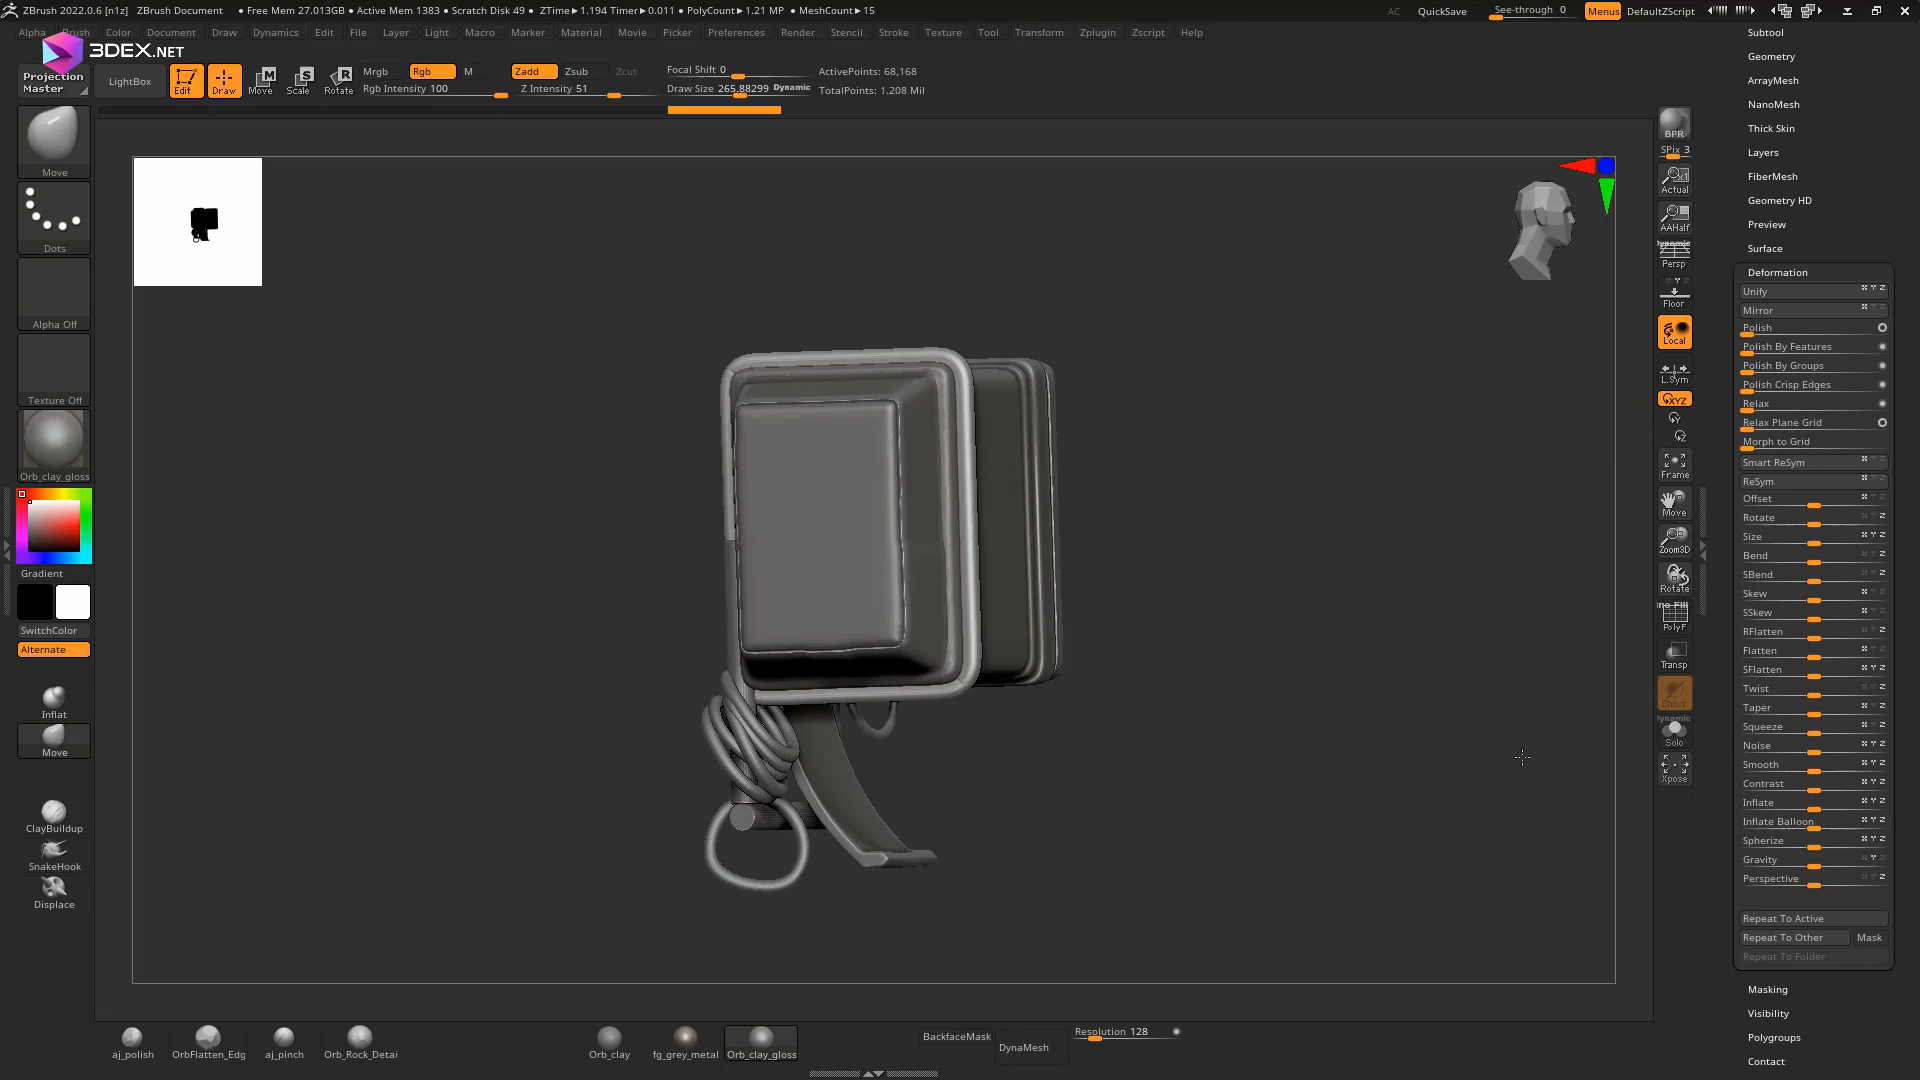 ZBrush 2022.0.6 [n1z] ZBrush Document ● Free Mem 27.013GB ● Active Mem 1383 ● Scratch Disk 49 ● ZTime►1.194 Timer►0.011 ● PolyCount►1.21 MP ● MeshCount►15 AC QuickSave See-through 0 Menus DefaultZScript
Alpha Brush Color Document Draw Dynamics Edit File Layer Light Macro Marker Material Movie Picker Preferences Render Stencil Stroke Texture Tool Transform Zplugin Zscript Help
3DEX.NET
Projection Master
LightBox
Edit
Draw
Move
Scale
Rotate
Mrgb Rgb M
Rgb Intensity 100
Zadd Zsub Zcut
Z Intensity 51
Focal Shift 0
Draw Size 265.88299 Dynamic
ActivePoints: 68,168
TotalPoints: 1.208 Mil
Move
Dots
Alpha Off
Texture Off
Orb_clay_gloss
Gradient
SwitchColor
Alternate
Inflat
Move
ClayBuildup
SnakeHook
Displace
BPR
SPix 3
Actual
AAHalf
Dynamic
Persp
Floor
Local
L.Sym
XYZ
Y
Z
Frame
Move
Zoom3D
Rotate
PolyF
Transp
Ghost
Dynamic
Solo
Xpose
Subtool
Geometry
ArrayMesh
NanoMesh
Thick Skin
Layers
FiberMesh
Geometry HD
Preview
Surface
Deformation
Unify
Mirror
Polish
Polish By Features
Polish By Groups
Polish Crisp Edges
Relax
Relax Plane Grid
Morph to Grid
Smart ReSym
ReSym
Offset
Rotate
Size
Bend
SBend
Skew
SSkew
RFlatten
Flatten
SFlatten
Twist
Taper
Squeeze
Noise
Smooth
Contrast
Inflate
Inflate Balloon
Spherize
Gravity
Perspective
Repeat To Active
Repeat To Other Mask
Repeat To Folder
Masking
Visibility
Polygroups
Contact
aj_polish
OrbFlatten_Edg
aj_pinch
Orb_Rock_Detai
Orb_clay
fg_grey_metal
Orb_clay_gloss
BackfaceMask
DynaMesh
Resolution 128